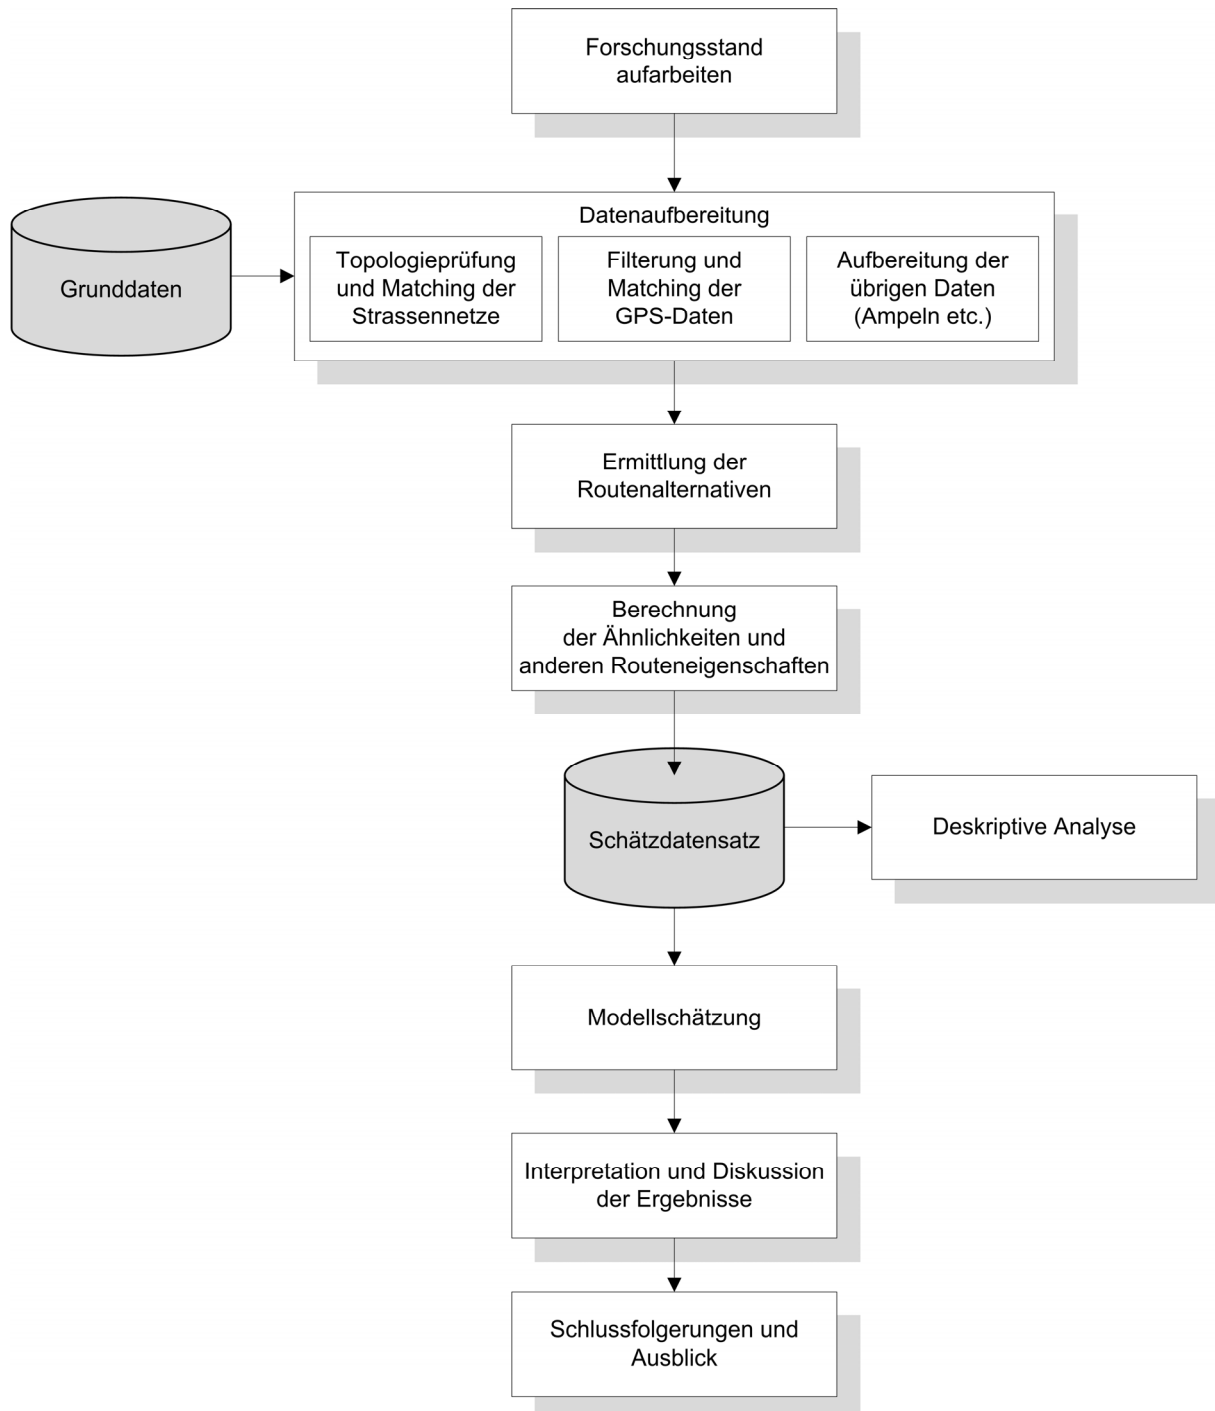 Forschungsstand
aufarbeiten
Grunddaten
Datenaufbereitung
Topologieprüfung
und Matching der
Strassennetze
Filterung und
Matching der
GPS-Daten
Aufbereitung der
übrigen Daten
(Ampeln etc.)
Ermittlung der
Routenalternativen
Berechnung
der Ähnlichkeiten und
anderen Routeneigenschaften
Schätzdatensatz
Deskriptive Analyse
Modellschätzung
Interpretation und Diskussion
der Ergebnisse
Schlussfolgerungen und
Ausblick